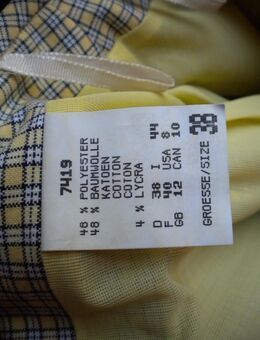 7419
48 % POLYESTER
48 % BAUMWOLLE
KATOEN
COTTON
COTON
4 % LYCRA
D 38 I 44
F 40 USA 8
GB 12 CAN 10
GROESSE/SIZE 38